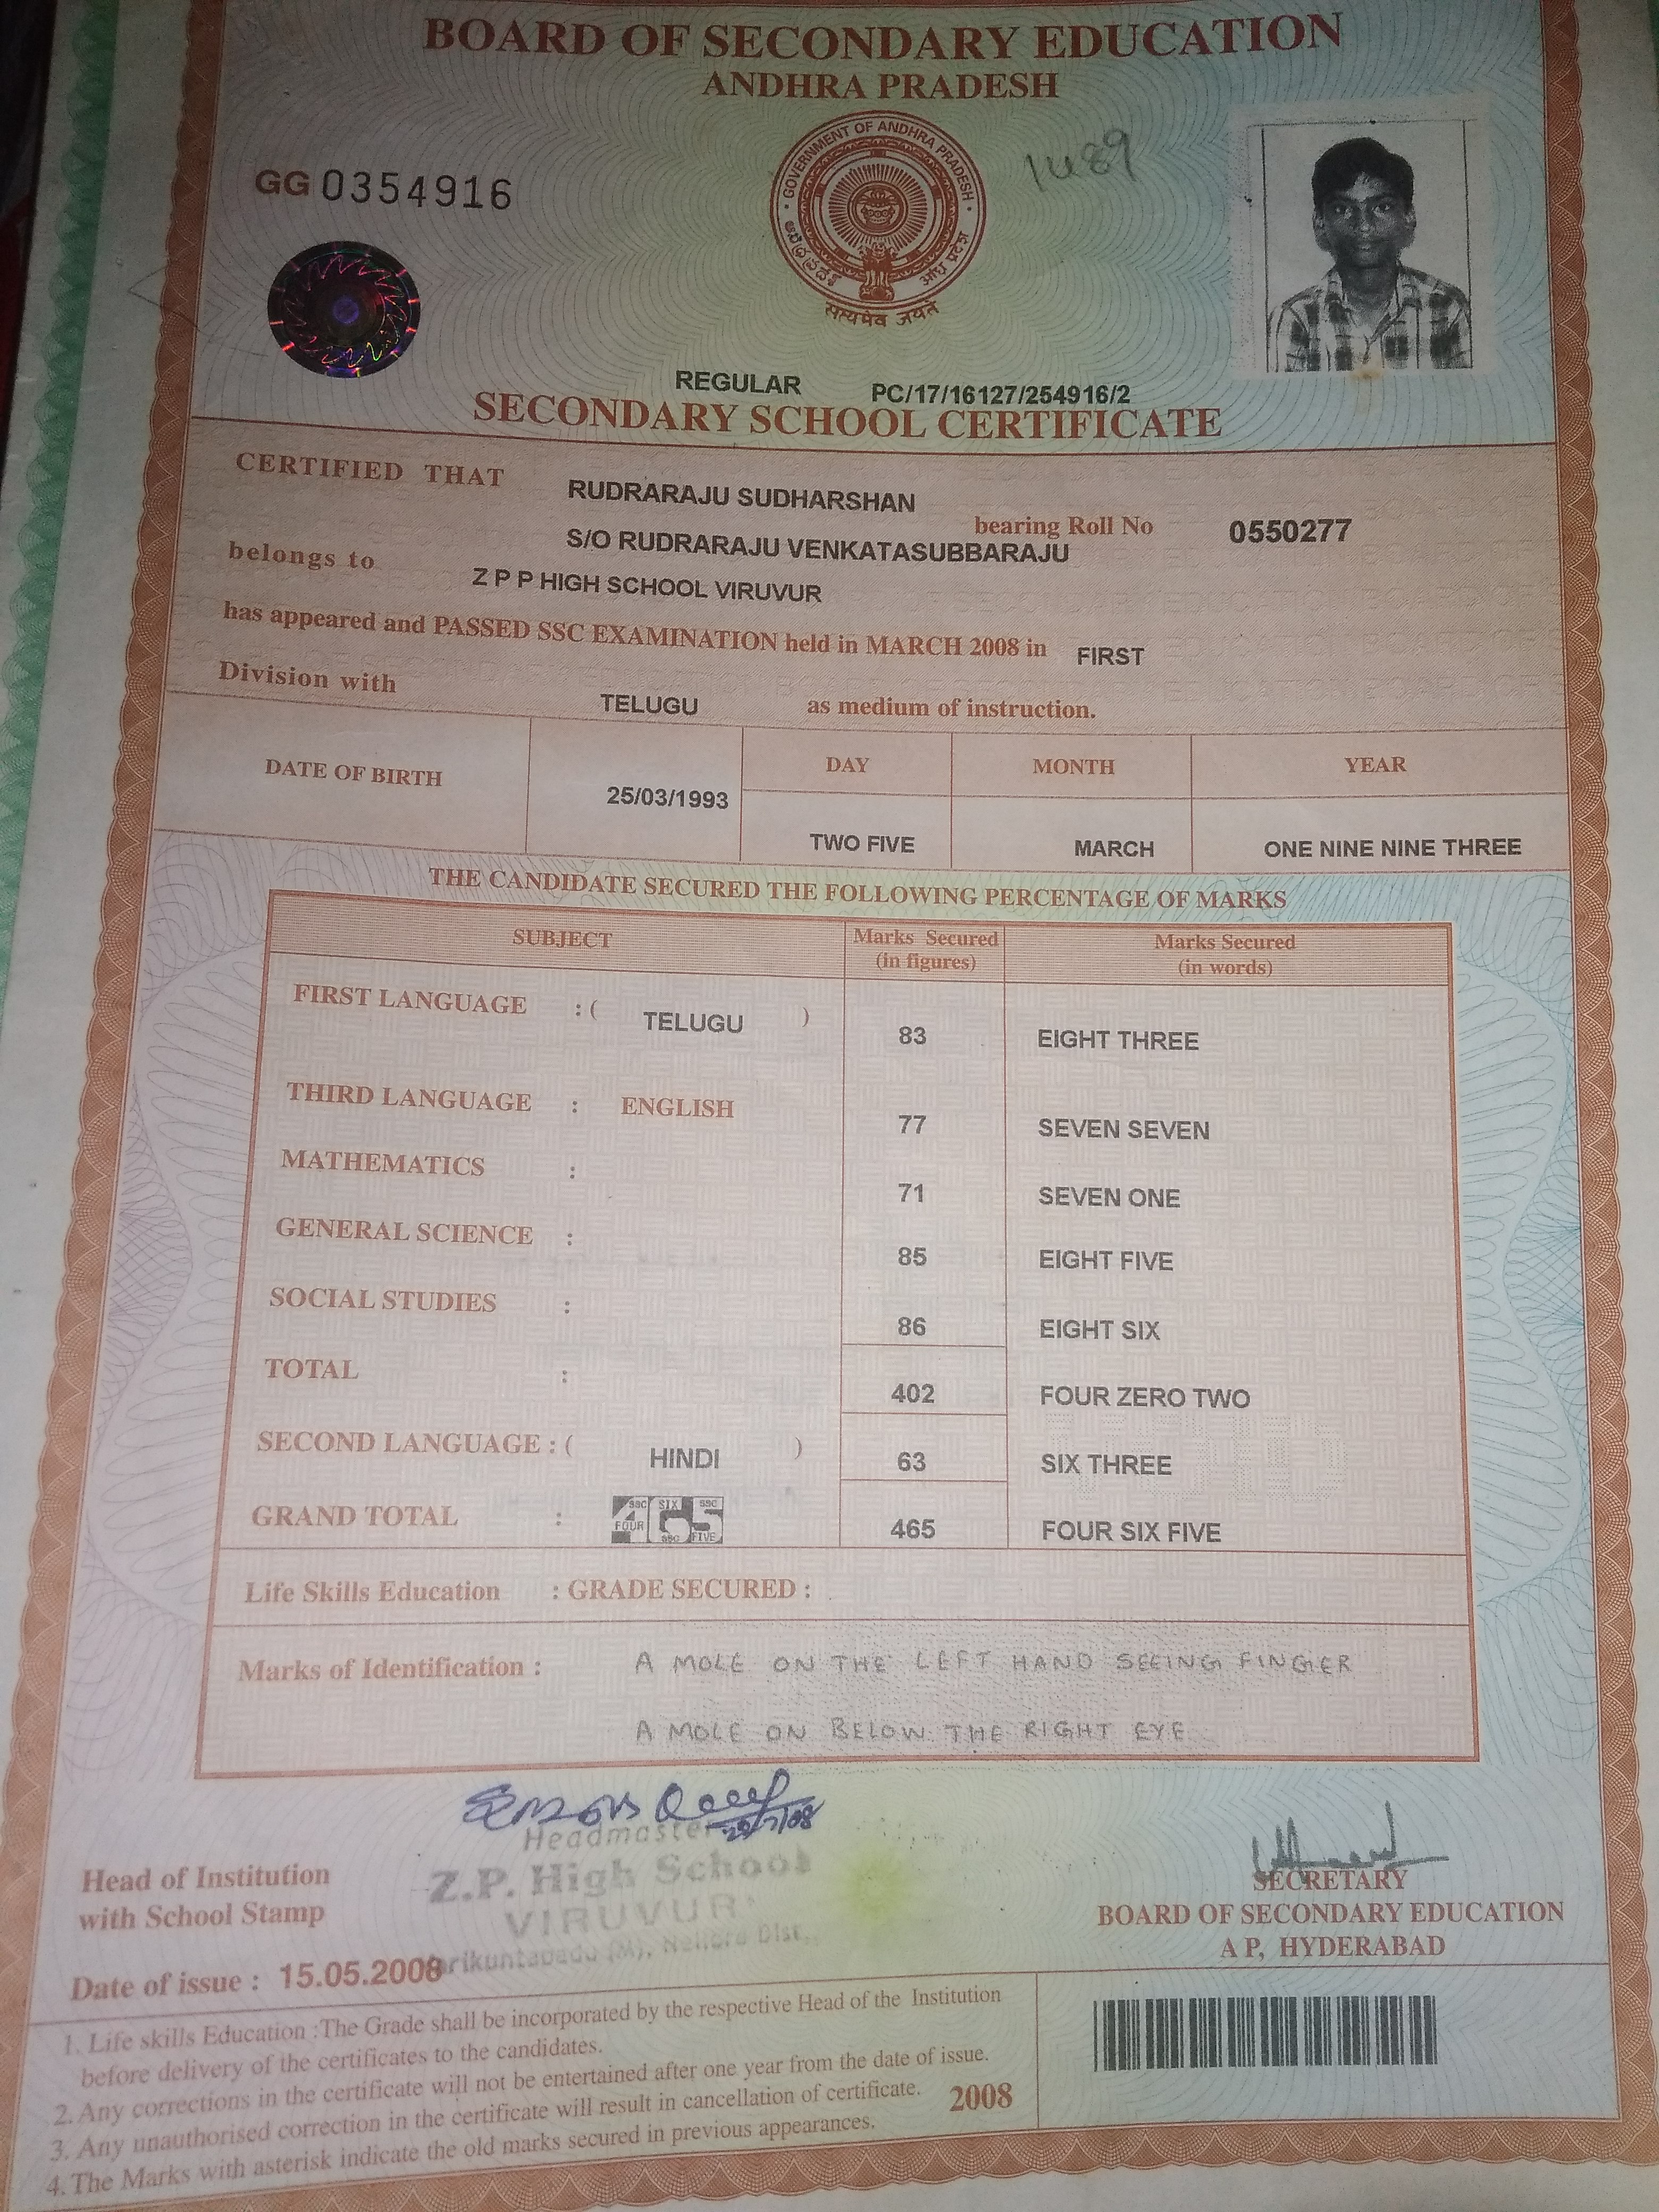 BOARD OF SECONDARY EDUCATION
ANDHRA PRADESH
GOVERNMENT OF ANDHRA PRADESH
ఆంధ్రప్రదేశ్
आंध्र प्रदेश
सत्यमेव जयते
1489
GG 0354916
REGULAR PC/17/16127/254916/2
SECONDARY SCHOOL CERTIFICATE
CERTIFIED THAT RUDRARAJU SUDHARSHAN
bearing Roll No 0550277
S/O RUDRARAJU VENKATASUBBARAJU
belongs to Z P P HIGH SCHOOL VIRUVUR
has appeared and PASSED SSC EXAMINATION held in MARCH 2008 in FIRST
Division with TELUGU as medium of instruction.
DATE OF BIRTH 25/03/1993 DAY MONTH YEAR
TWO FIVE MARCH ONE NINE NINE THREE
THE CANDIDATE SECURED THE FOLLOWING PERCENTAGE OF MARKS
SUBJECT Marks Secured (in figures) Marks Secured (in words)
FIRST LANGUAGE : ( TELUGU ) 83 EIGHT THREE
THIRD LANGUAGE : ENGLISH 77 SEVEN SEVEN
MATHEMATICS : 71 SEVEN ONE
GENERAL SCIENCE : 85 EIGHT FIVE
SOCIAL STUDIES : 86 EIGHT SIX
TOTAL : 402 FOUR ZERO TWO
SECOND LANGUAGE : ( HINDI ) 63 SIX THREE
GRAND TOTAL : 465 FOUR SIX FIVE
ssc SIX ssc
FOUR ssc FIVE
Life Skills Education : GRADE SECURED :
Marks of Identification : A MOLE ON THE LEFT HAND SEEING FINGER
A MOLE ON BELOW THE RIGHT EYE
Headmaster
Z.P. High School
VIRUVUR
(M), Nellore Dist.
Head of Institution
with School Stamp
Date of issue : 15.05.2008
SECRETARY
BOARD OF SECONDARY EDUCATION
A P, HYDERABAD
1. Life skills Education :The Grade shall be incorporated by the respective Head of the Institution
before delivery of the certificates to the candidates.
2. Any corrections in the certificate will not be entertained after one year from the date of issue.
3. Any unauthorised correction in the certificate will result in cancellation of certificate.
4. The Marks with asterisk indicate the old marks secured in previous appearances.
2008